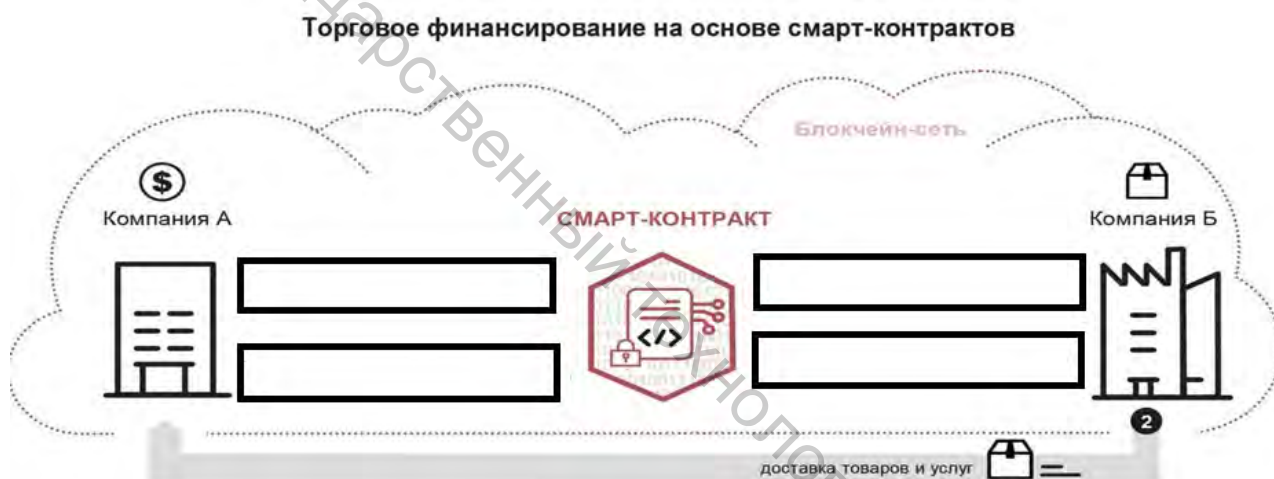 Торговое финансирование на основе смарт-контрактов
Блокчейн-сеть
$
Компания А
СМАРТ-КОНТРАКТ
Компания Б
</>
2
доставка товаров и услуг